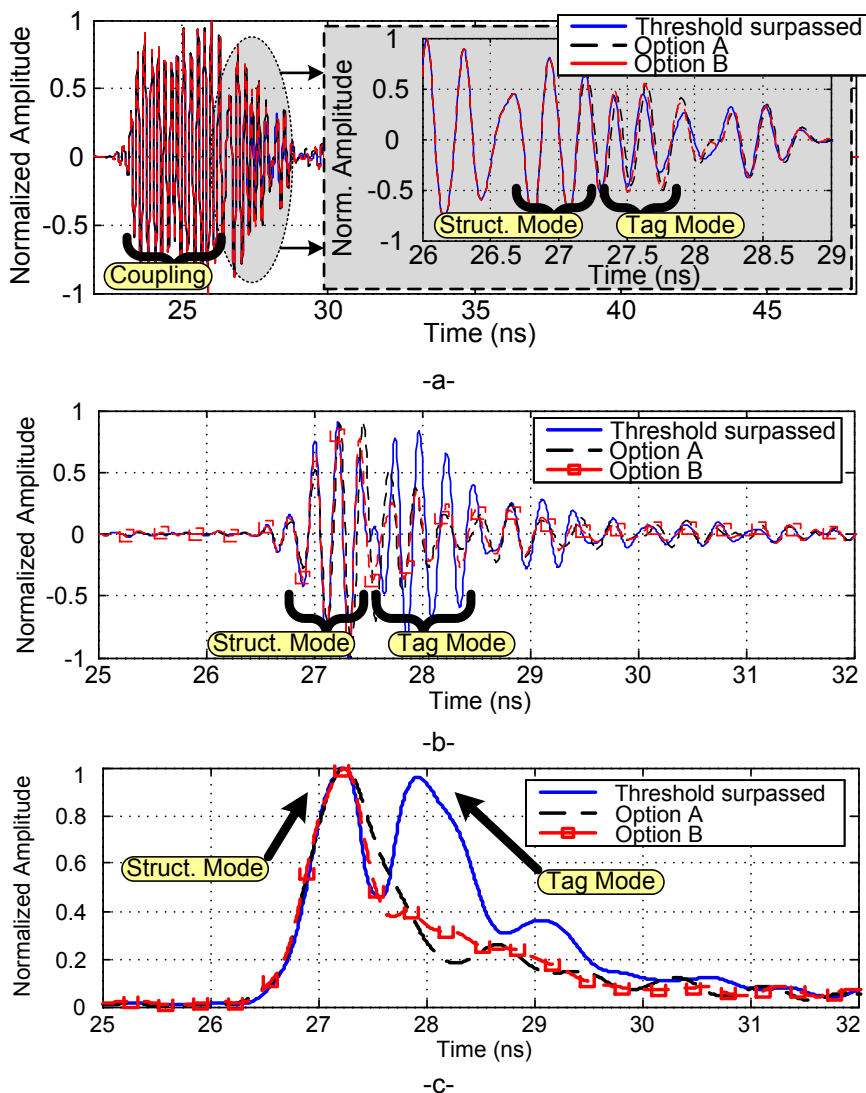 Threshold surpassed
Option A
Option B
Normalized Amplitude
1
0.5
0
-0.5
-1
25
30
35
40
45
Time (ns)
Coupling
Norm. Amplitude
1
0.5
0
-0.5
-1
26
26.5
27
27.5
28
28.5
29
Time (ns)
Struct. Mode
Tag Mode
-a-
Threshold surpassed
Option A
Option B
Normalized Amplitude
1
0.5
0
-0.5
-1
Struct. Mode
Tag Mode
25
26
27
28
29
30
31
32
Time (ns)
-b-
Threshold surpassed
Option A
Option B
Normalized Amplitude
1
0.8
0.6
0.4
0.2
0
Struct. Mode
Tag Mode
25
26
27
28
29
30
31
32
Time (ns)
-c-